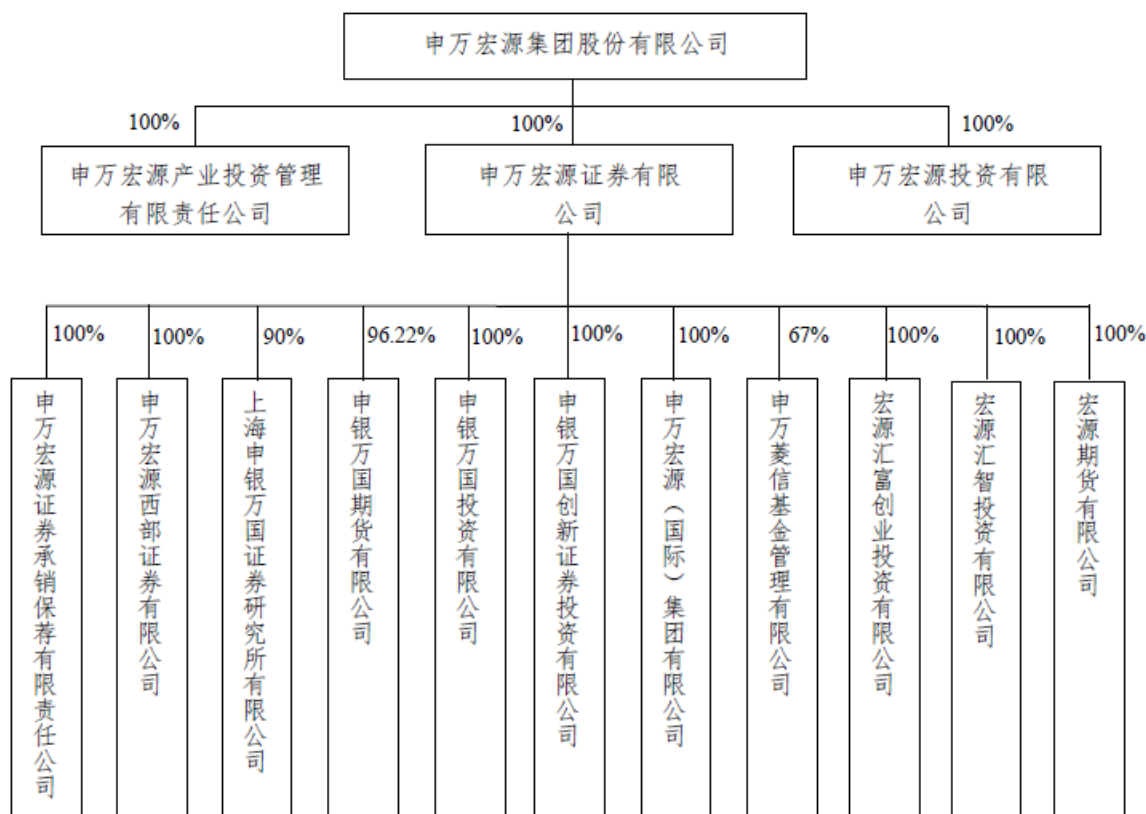 申万宏源集团股份有限公司
100%
100%
100%
申万宏源产业投资管理
有限责任公司
申万宏源证券有限
公司
申万宏源投资有限
公司
100%
100%
90%
96.22%
100%
100%
100%
67%
100%
100%
100%
申万宏源证券承销保荐有限责任公司
申万宏源西部证券有限公司
上海申银万国证券研究所有限公司
申银万国期货有限公司
申银万国投资有限公司
申银万国创新证券投资有限公司
申万宏源（国际）集团有限公司
申万菱信基金管理有限公司
宏源汇富创业投资有限公司
宏源汇智投资有限公司
宏源期货有限公司